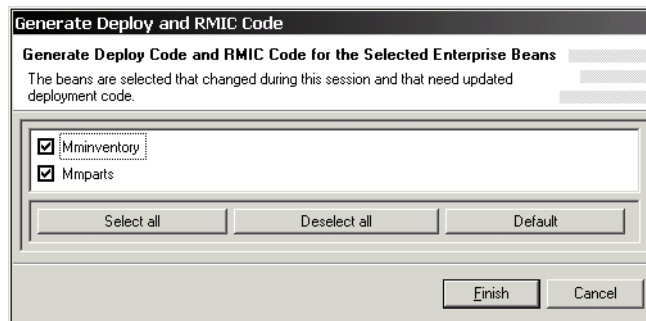 Generate Deploy and RMIC Code
Generate Deploy Code and RMIC Code for the Selected Enterprise Beans
The beans are selected that changed during this session and that need updated
deployment code.
Mminventory
Mmparts
Select all Deselect all Default
Finish Cancel